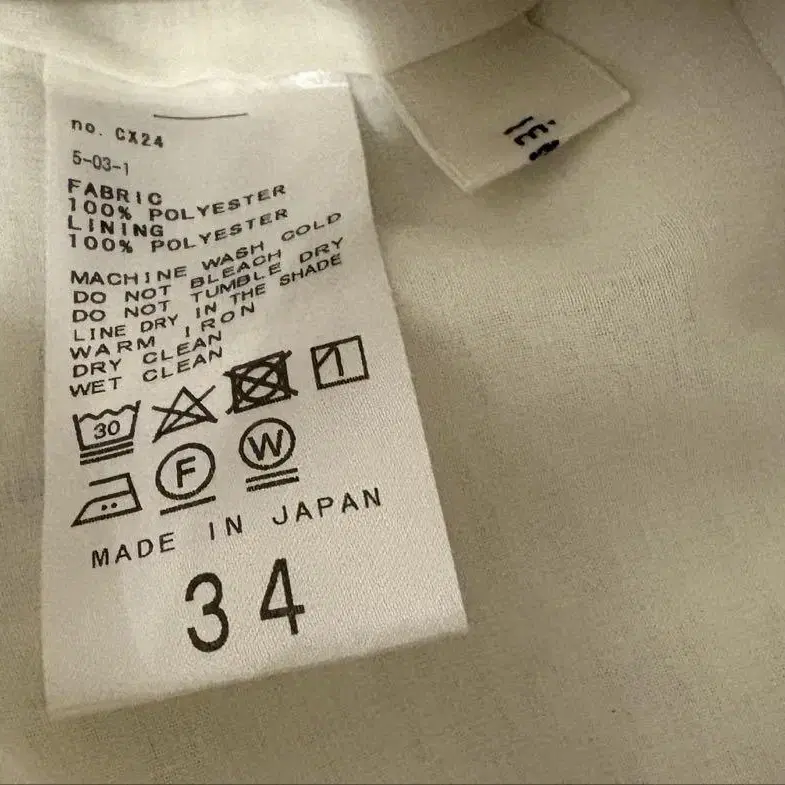 no. CX24
5-03-1
FABRIC
100% POLYESTER
LINING
100% POLYESTER
MACHINE WASH COLD
DO NOT BLEACH
DO NOT TUMBLE DRY
LINE DRY IN THE SHADE
WARM IRON
DRY CLEAN
WET CLEAN
30
F W
MADE IN JAPAN
34